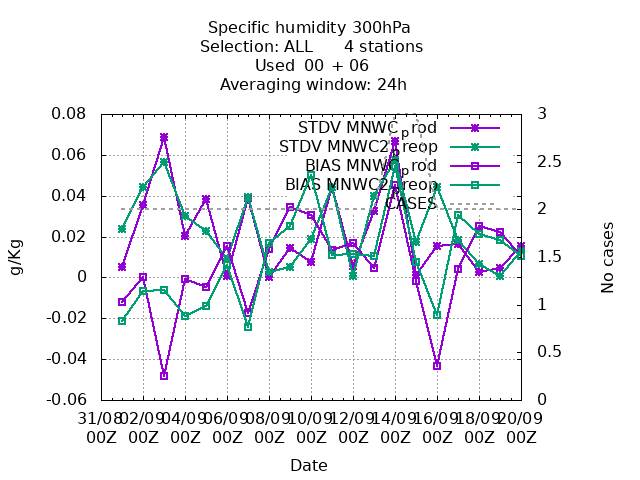 Specific humidity 300hPa
Selection: ALL 4 stations
Used 00 + 06
Averaging window: 24h
STDV MNWC_prod
STDV MNWC2_preop
BIAS MNWC_prod
BIAS MNWC2_preop
CASES
0.08
0.06
0.04
0.02
0
-0.02
-0.04
-0.06
g/Kg
3
2.5
2
1.5
1
0.5
0
No cases
31/08 02/09 04/09 06/09 08/09 10/09 12/09 14/09 16/09 18/09 20/09
00Z 00Z 00Z 00Z 00Z 00Z 00Z 00Z 00Z 00Z 00Z
Date